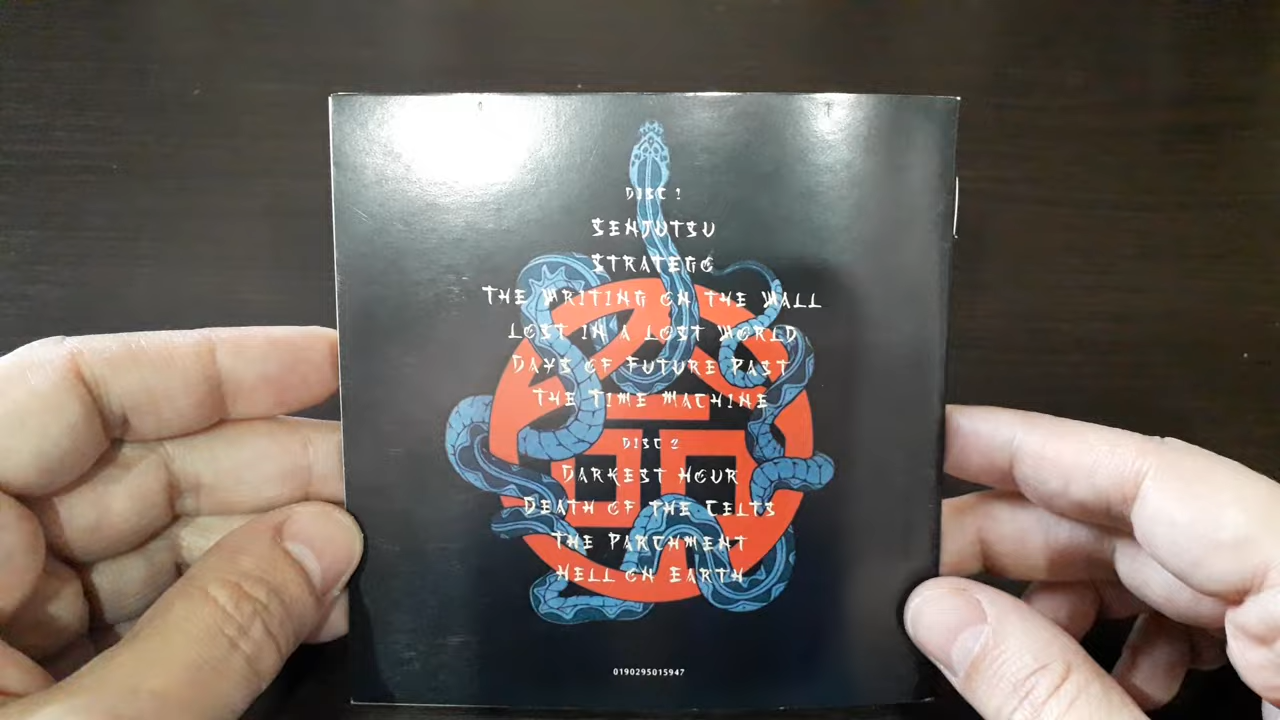 DISC 1
SENJUTSU
STRATEGO
THE WRITING ON THE WALL
LOST IN A LOST WORLD
DAYS OF FUTURE PAST
THE TIME MACHINE
DISC 2
DARKEST HOUR
DEATH OF THE CELTS
THE PARCHMENT
HELL ON EARTH
0190295015947